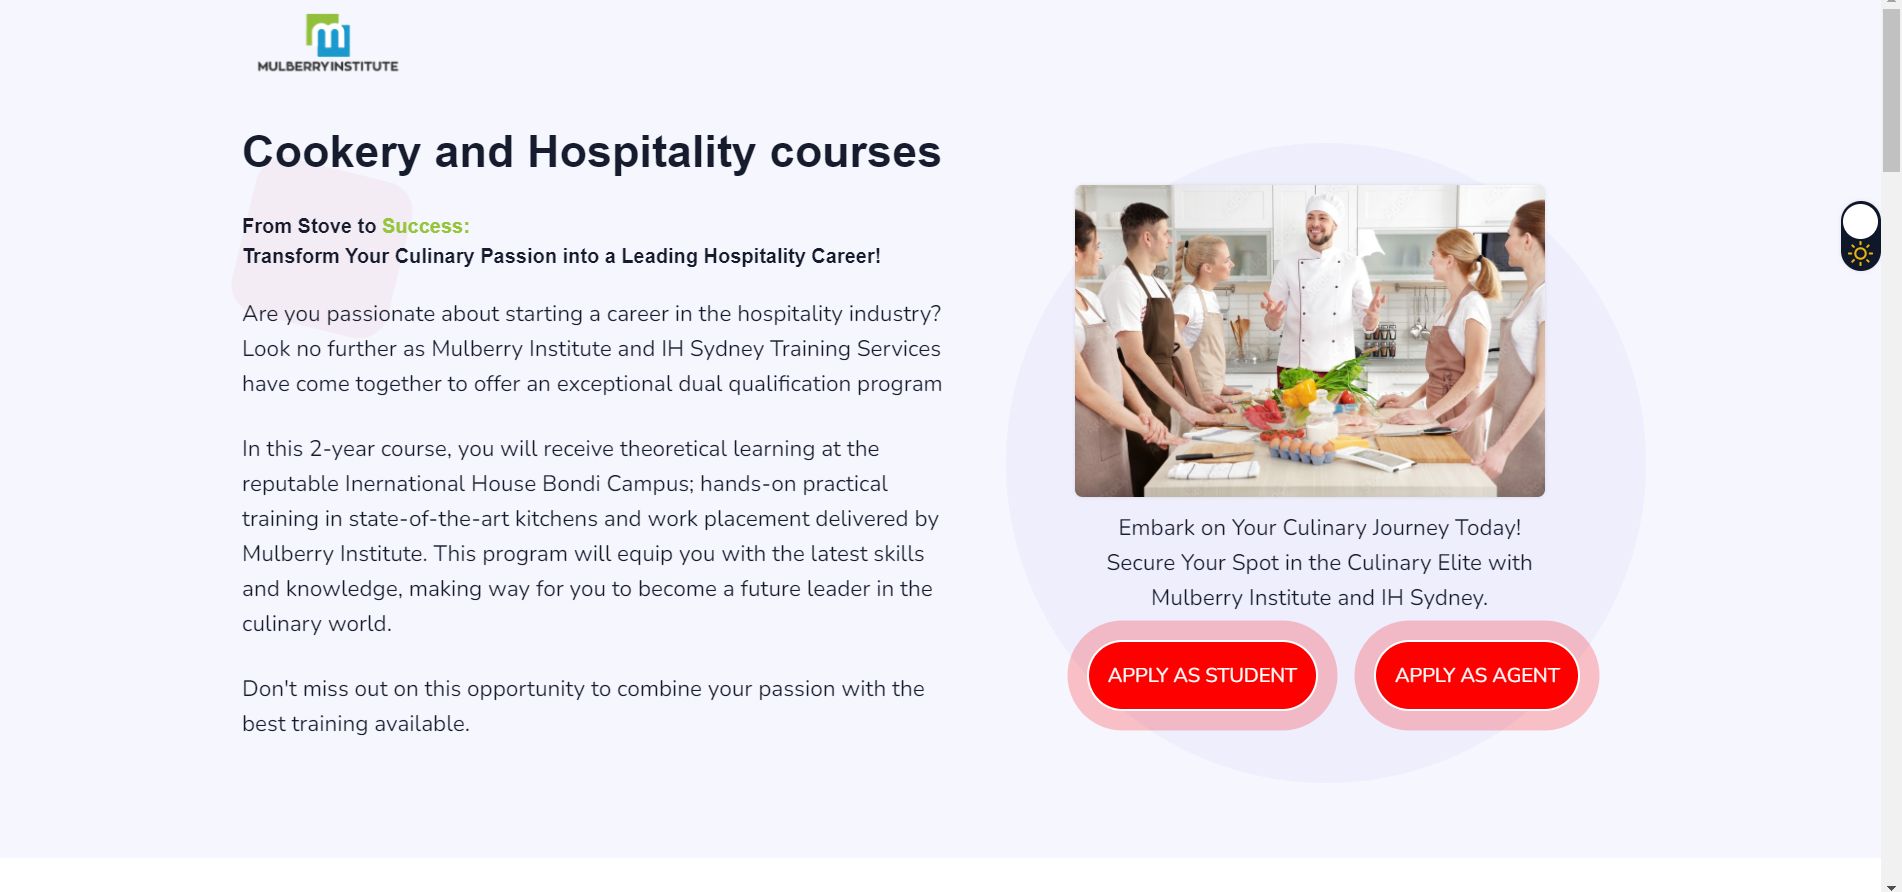 MULBERRYINSTITUTE
Cookery and Hospitality courses
From Stove to Success:
Transform Your Culinary Passion into a Leading Hospitality Career!
Are you passionate about starting a career in the hospitality industry?
Look no further as Mulberry Institute and IH Sydney Training Services
have come together to offer an exceptional dual qualification program
In this 2-year course, you will receive theoretical learning at the
reputable Inernational House Bondi Campus; hands-on practical
training in state-of-the-art kitchens and work placement delivered by
Mulberry Institute. This program will equip you with the latest skills
and knowledge, making way for you to become a future leader in the
culinary world.
Don't miss out on this opportunity to combine your passion with the
best training available.
Embark on Your Culinary Journey Today!
Secure Your Spot in the Culinary Elite with
Mulberry Institute and IH Sydney.
APPLY AS STUDENT
APPLY AS AGENT